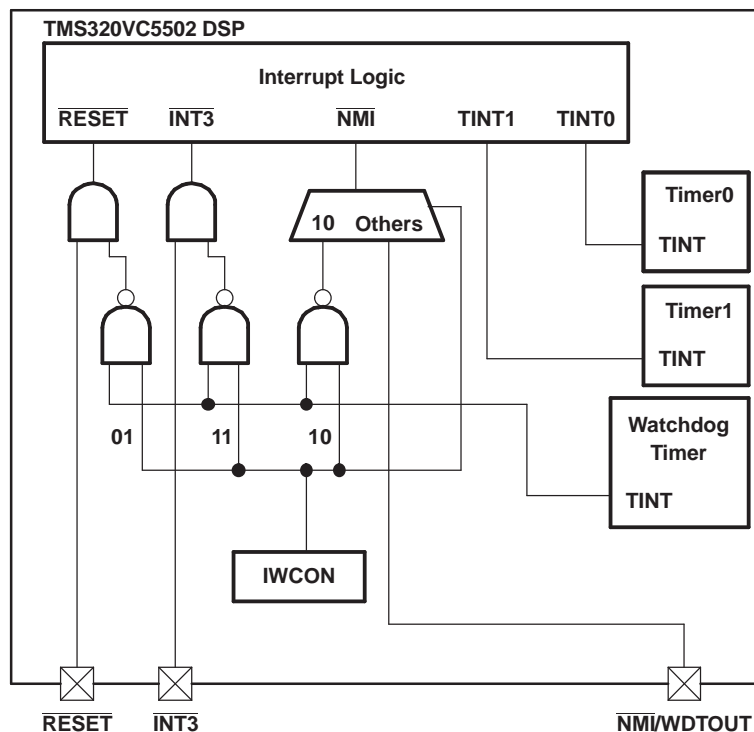 TMS320VC5502 DSP
Interrupt Logic
RESET INT3 NMI TINT1 TINT0
10 Others
Timer0
TINT
Timer1
TINT
Watchdog
Timer
TINT
01 11 10
IWCON
RESET INT3 NMI/WDTOUT